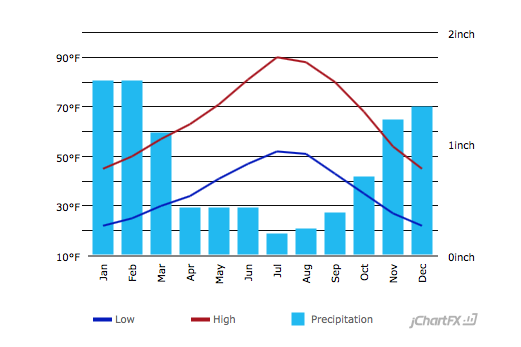 2inch
90°F
70°F
1inch
50°F
30°F
10°F
0inch
Jan Feb Mar Apr May Jun Jul Aug Sep Oct Nov Dec
Low High Precipitation
jChartFX